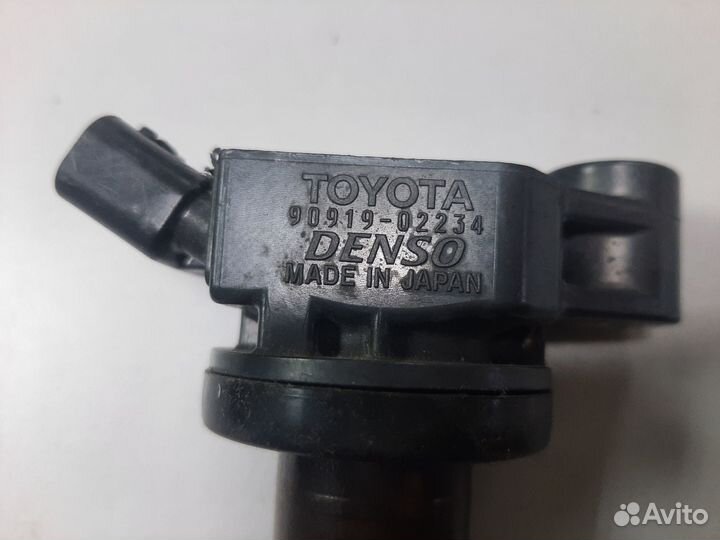 TOYOTA
90919-02234
DENSO
MADE IN JAPAN
Avito